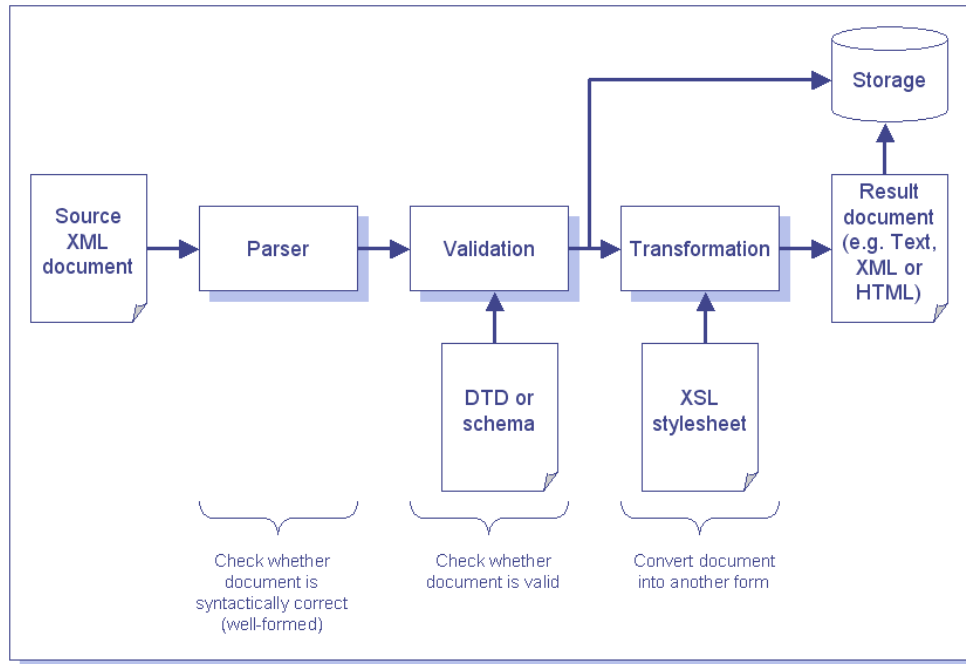 Storage
Source
XML
document
Parser
Validation
Transformation
Result
document
(e.g. Text,
XML or
HTML)
DTD or
schema
XSL
stylesheet
Check whether
document is
syntactically correct
(well-formed)
Check whether
document is valid
Convert document
into another form